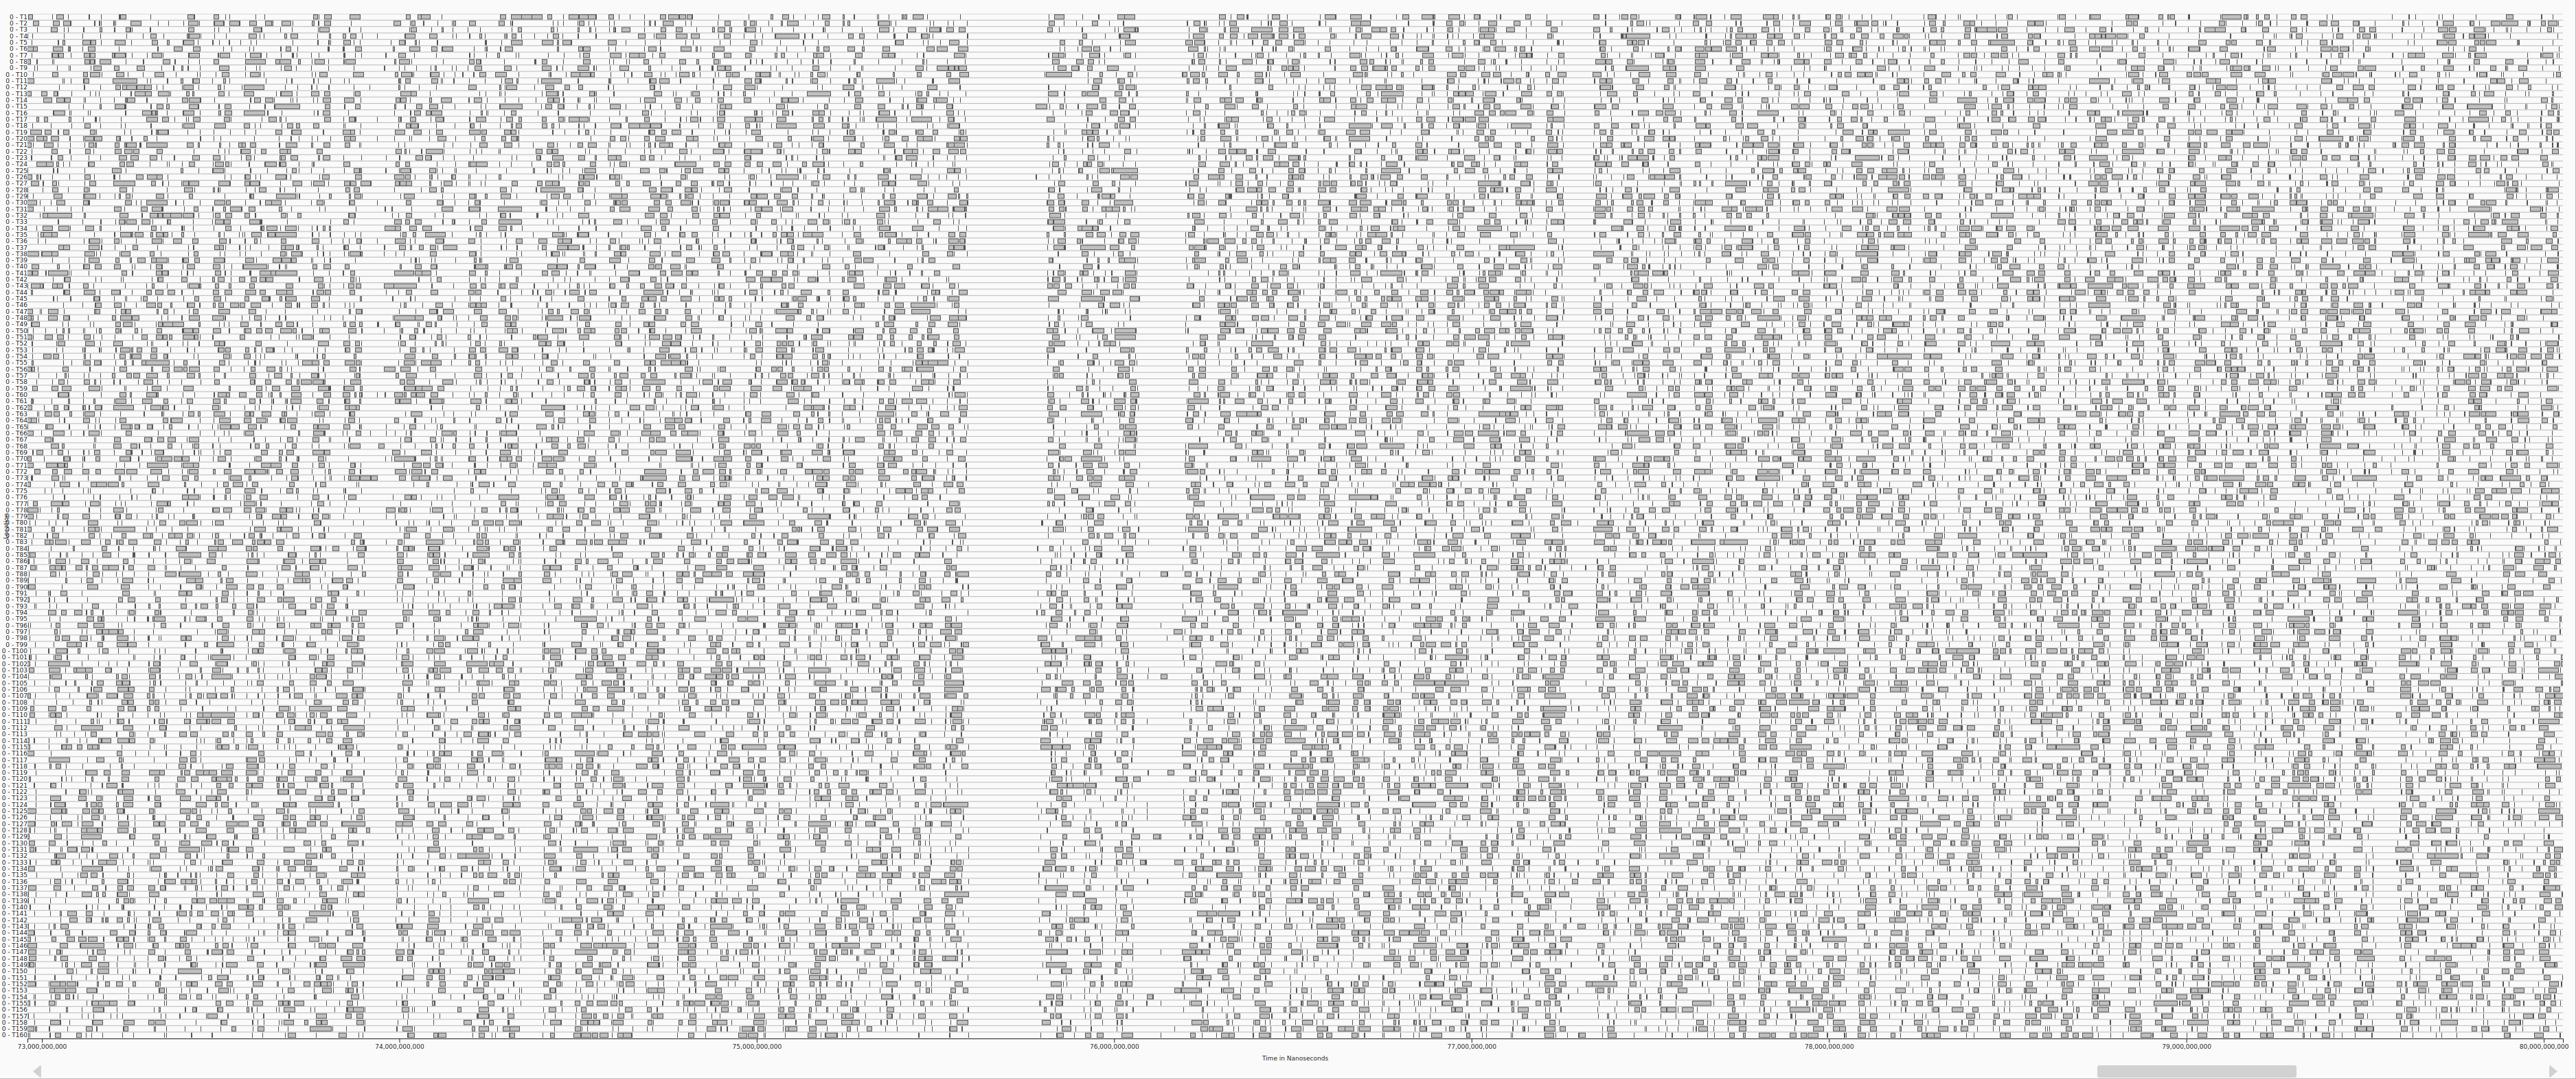 0 - T1
0 - T2
0 - T3
0 - T4
0 - T5
0 - T6
0 - T7
0 - T8
0 - T9
0 - T10
0 - T11
0 - T12
0 - T13
0 - T14
0 - T15
0 - T16
0 - T17
0 - T18
0 - T19
0 - T20
0 - T21
0 - T22
0 - T23
0 - T24
0 - T25
0 - T26
0 - T27
0 - T28
0 - T29
0 - T30
0 - T31
0 - T32
0 - T33
0 - T34
0 - T35
0 - T36
0 - T37
0 - T38
0 - T39
0 - T40
0 - T41
0 - T42
0 - T43
0 - T44
0 - T45
0 - T46
0 - T47
0 - T48
0 - T49
0 - T50
0 - T51
0 - T52
0 - T53
0 - T54
0 - T55
0 - T56
0 - T57
0 - T58
0 - T59
0 - T60
0 - T61
0 - T62
0 - T63
0 - T64
0 - T65
0 - T66
0 - T67
0 - T68
0 - T69
0 - T70
0 - T71
0 - T72
0 - T73
0 - T74
0 - T75
0 - T76
0 - T77
0 - T78
0 - T79
0 - T80
0 - T81
0 - T82
0 - T83
0 - T84
0 - T85
0 - T86
0 - T87
0 - T88
0 - T89
0 - T90
0 - T91
0 - T92
0 - T93
0 - T94
0 - T95
0 - T96
0 - T97
0 - T98
0 - T99
0 - T100
0 - T101
0 - T102
0 - T103
0 - T104
0 - T105
0 - T106
0 - T107
0 - T108
0 - T109
0 - T110
0 - T111
0 - T112
0 - T113
0 - T114
0 - T115
0 - T116
0 - T117
0 - T118
0 - T119
0 - T120
0 - T121
0 - T122
0 - T123
0 - T124
0 - T125
0 - T126
0 - T127
0 - T128
0 - T129
0 - T130
0 - T131
0 - T132
0 - T133
0 - T134
0 - T135
0 - T136
0 - T137
0 - T138
0 - T139
0 - T140
0 - T141
0 - T142
0 - T143
0 - T144
0 - T145
0 - T146
0 - T147
0 - T148
0 - T149
0 - T150
0 - T151
0 - T152
0 - T153
0 - T154
0 - T155
0 - T156
0 - T157
0 - T158
0 - T159
0 - T160
73,000,000,000 74,000,000,000 75,000,000,000 76,000,000,000 77,000,000,000 78,000,000,000 79,000,000,000 80,000,000,000
Time in Nanoseconds